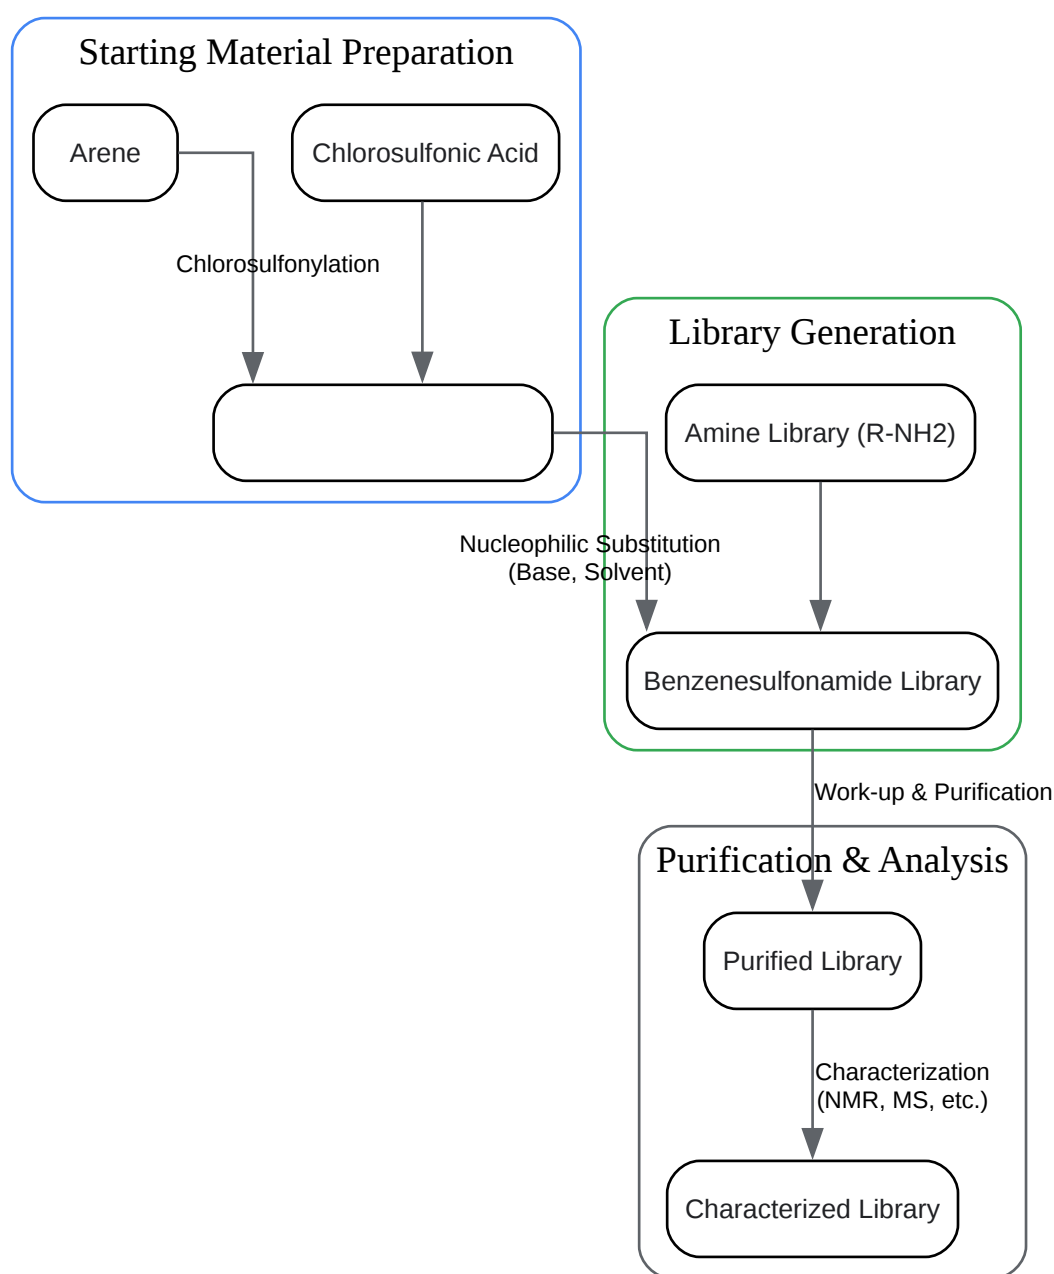 Starting Material Preparation
Arene
Chlorosulfonic Acid
Chlorosulfonylation
Library Generation
Amine Library (R-NH2)
Nucleophilic Substitution
(Base, Solvent)
Benzenesulfonamide Library
Work-up & Purification
Purification & Analysis
Purified Library
Characterization
(NMR, MS, etc.)
Characterized Library